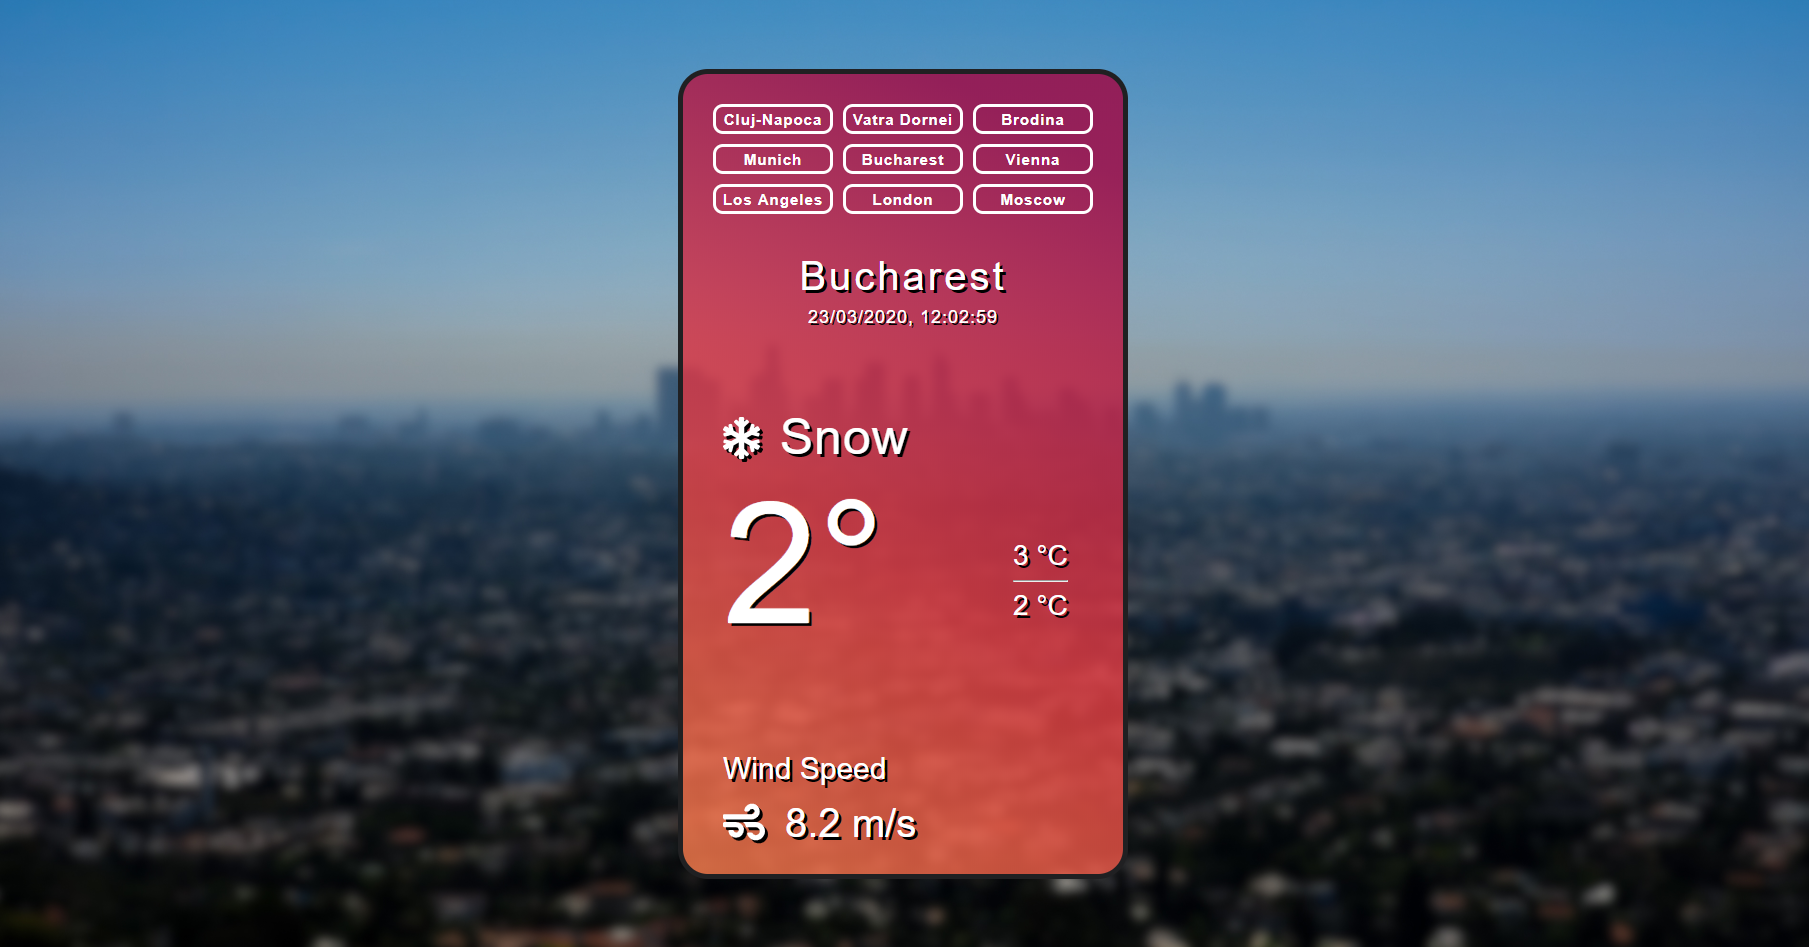 Cluj-Napoca Vatra Dornei Brodina
Munich Bucharest Vienna
Los Angeles London Moscow
Bucharest
23/03/2020, 12:02:59
Snow
2°
3 °C
2 °C
Wind Speed
8.2 m/s